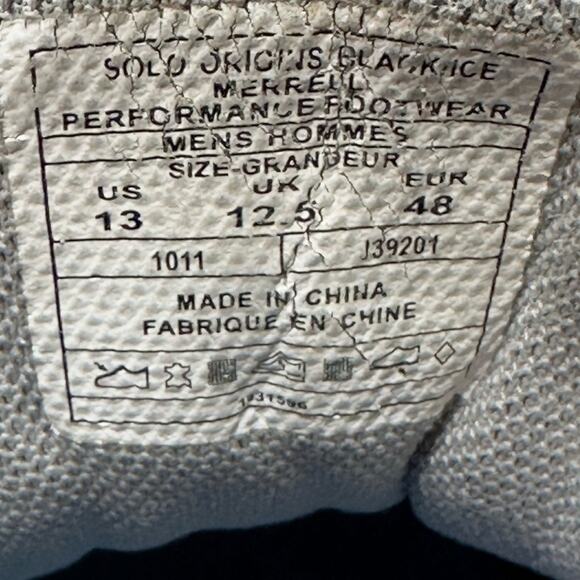 SOLO ORIGINS BLACK ICE
MERRELL
PERFORMANCE FOOTWEAR
MENS HOMMES
SIZE-GRANDEUR
US UK EUR
13 12.5 48
1011 J39201
MADE IN CHINA
FABRIQUE EN CHINE